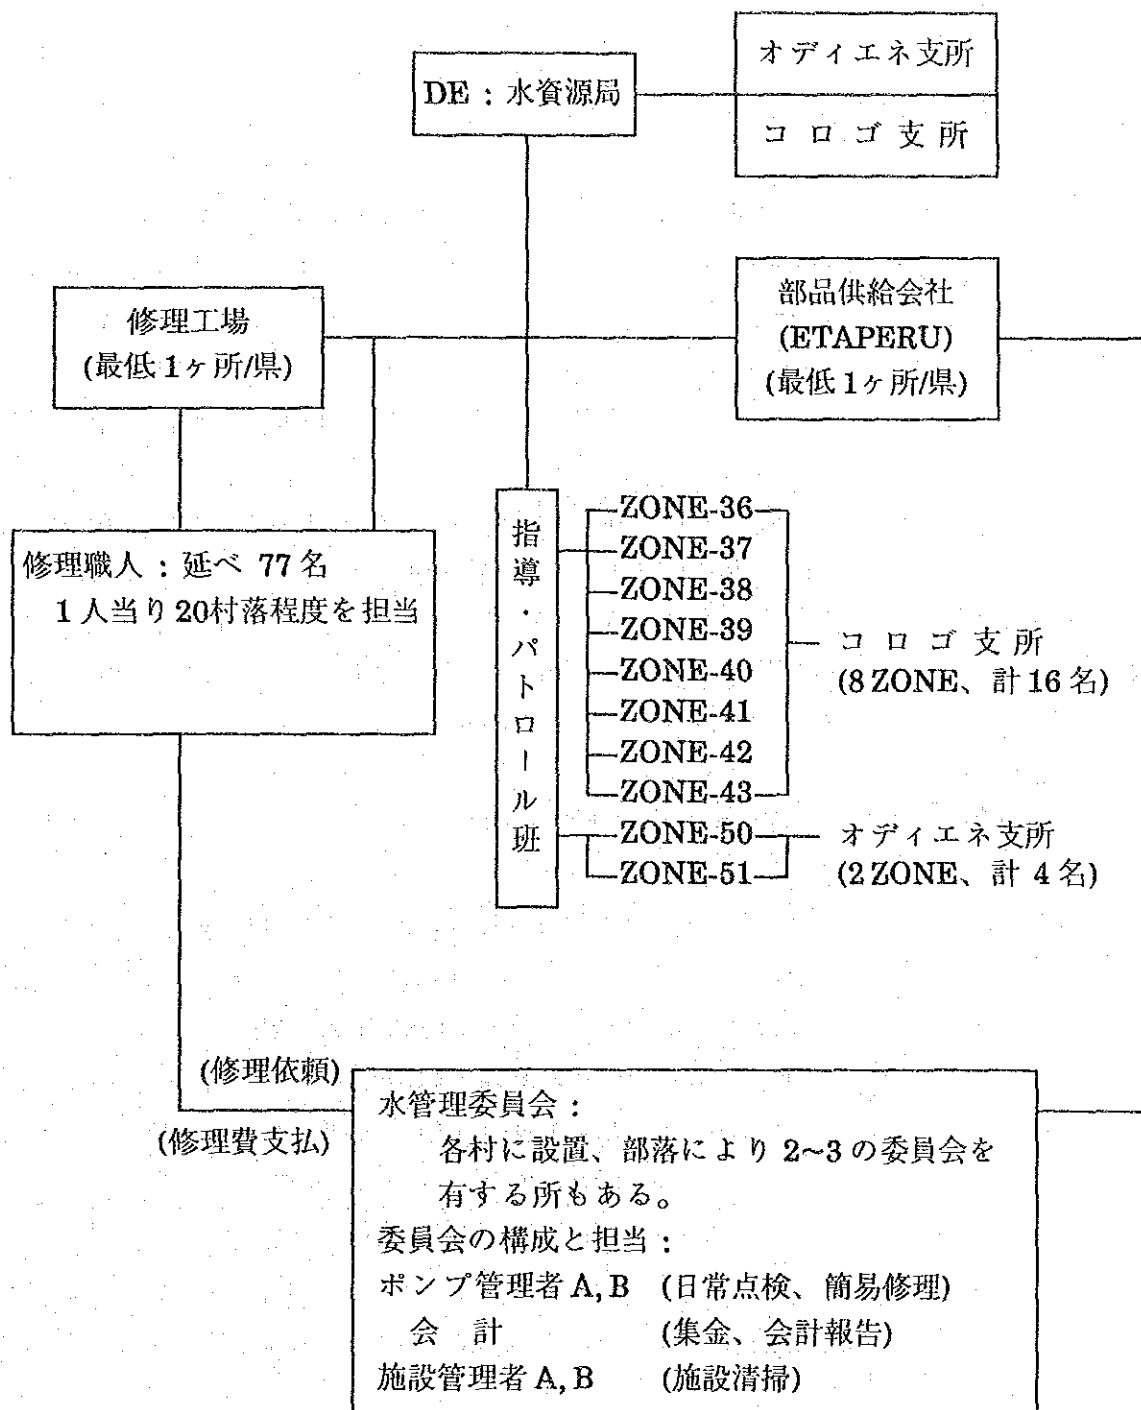 オディエネ支所
DE : 水資源局
コロゴ支所
修理工場
(最低1ヶ所/県)
部品供給会社
(ETAPERU)
(最低1ヶ所/県)
修理職人 : 延べ 77名
1人当り20村落程度を担当
指導・パトロール班
ZONE-36
ZONE-37
ZONE-38
ZONE-39
ZONE-40
ZONE-41
ZONE-42
ZONE-43
コロゴ支所
(8 ZONE、計16名)
ZONE-50
ZONE-51
オディエネ支所
(2 ZONE、計 4名)
(修理依頼)
(修理費支払)
水管理委員会 :
各村に設置、部落により 2~3 の委員会を
有する所もある。
委員会の構成と担当 :
ポンプ管理者 A, B (日常点検、簡易修理)
会 計 (集金、会計報告)
施設管理者 A, B (施設清掃)